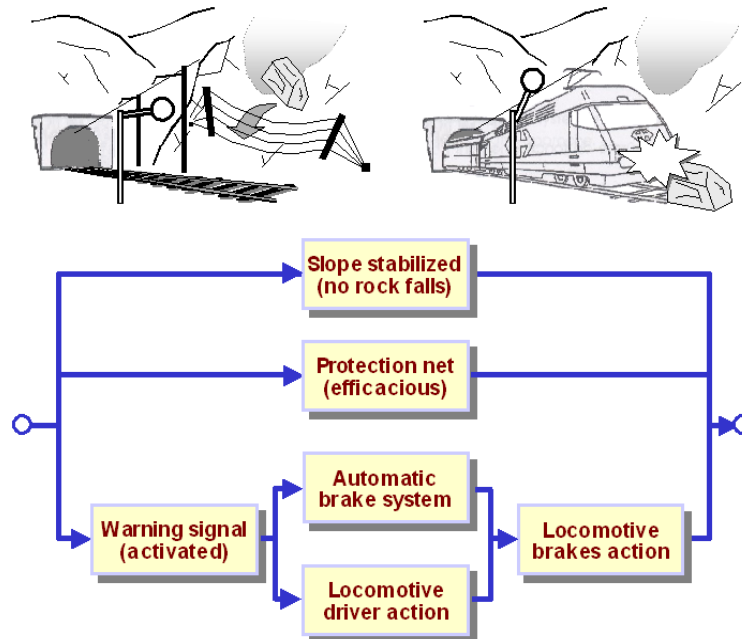 Slope stabilized
(no rock falls)
Protection net
(efficacious)
Automatic
brake system
Warning signal
(activated)
Locomotive
brakes action
Locomotive
driver action